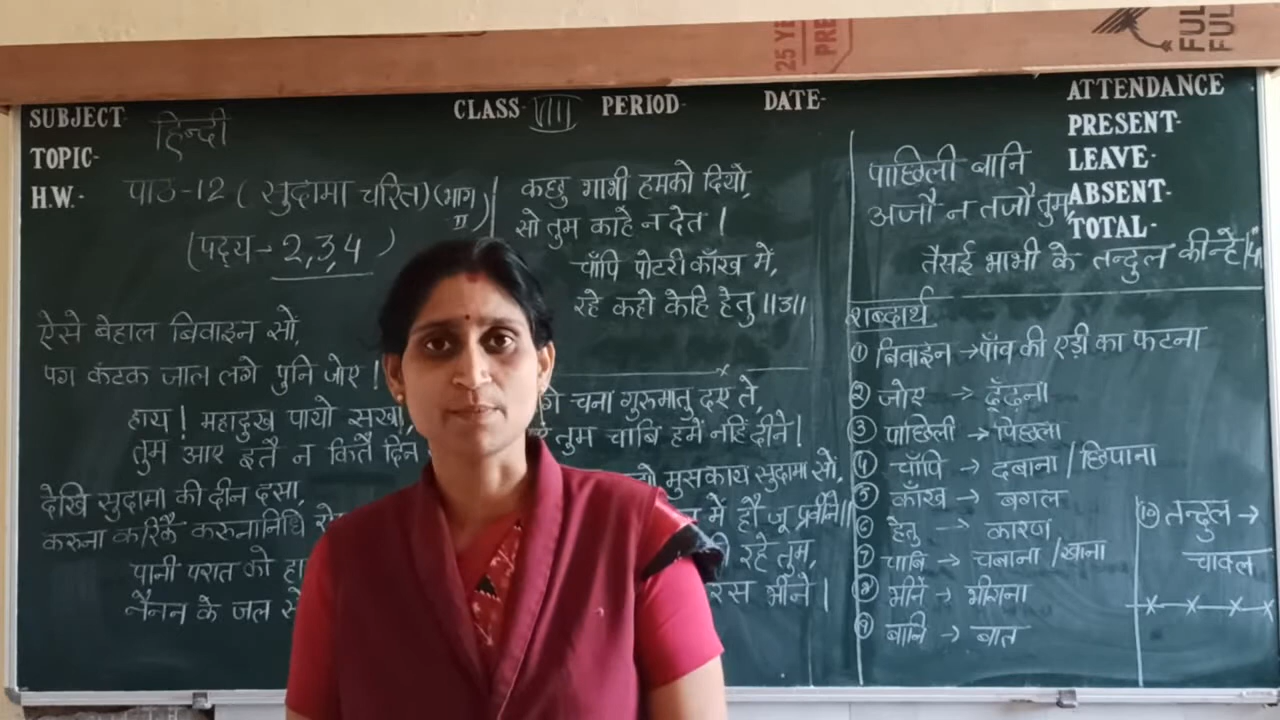 25 YE
PRE
FUL
FUL
SUBJECT- हिन्दी
CLASS- VIII
PERIOD-
DATE-
TOPIC-
H.W.-
पाठ-12 ( सुदामा चरित) (भाग II)
(पद्य- 2,3,4 )
ऐसे बेहाल बिवाइन सों,
पग कंटक जाल लगे पुनि जोए !
हाय! महादुख पायो सखा,
तुम आए इतै न कितै दिन
देखि सुदामा की दीन दसा,
करुना करिकै करुनानिधि
पानी परात को
नैनन के जल
कछु भाभी हमको दियो,
सो तुम काहे न देत ।
चाँपि पोटरी काँख में,
रहे कहो केहि हेतु ॥3॥
चना गुरुमातु दए ते,
तुम चाबि हमें नहिं दीने!
मुसकाय सुदामा सों,
में हौ जू प्रवीने॥
रहे तुम,
रस भीने ।
पाछिली बानि
अजौ न तजौ तुम,
तैसई भाभी के तन्दुल कीन्हे
ATTENDANCE
PRESENT-
LEAVE-
ABSENT-
TOTAL-
शब्दार्थ
① बिवाइन → पाँव की एड़ी का फटना
② जोए → ढूँढ़ना
③ पाछिली → पिछला
④ चाँपि → दबाना / छिपाना
⑤ काँख → बगल
⑥ हेतु → कारण
⑦ चाबि → चबाना / खाना
⑧ भीने → भीगना
⑨ बानि → बात
⑩ तन्दुल →
चावल